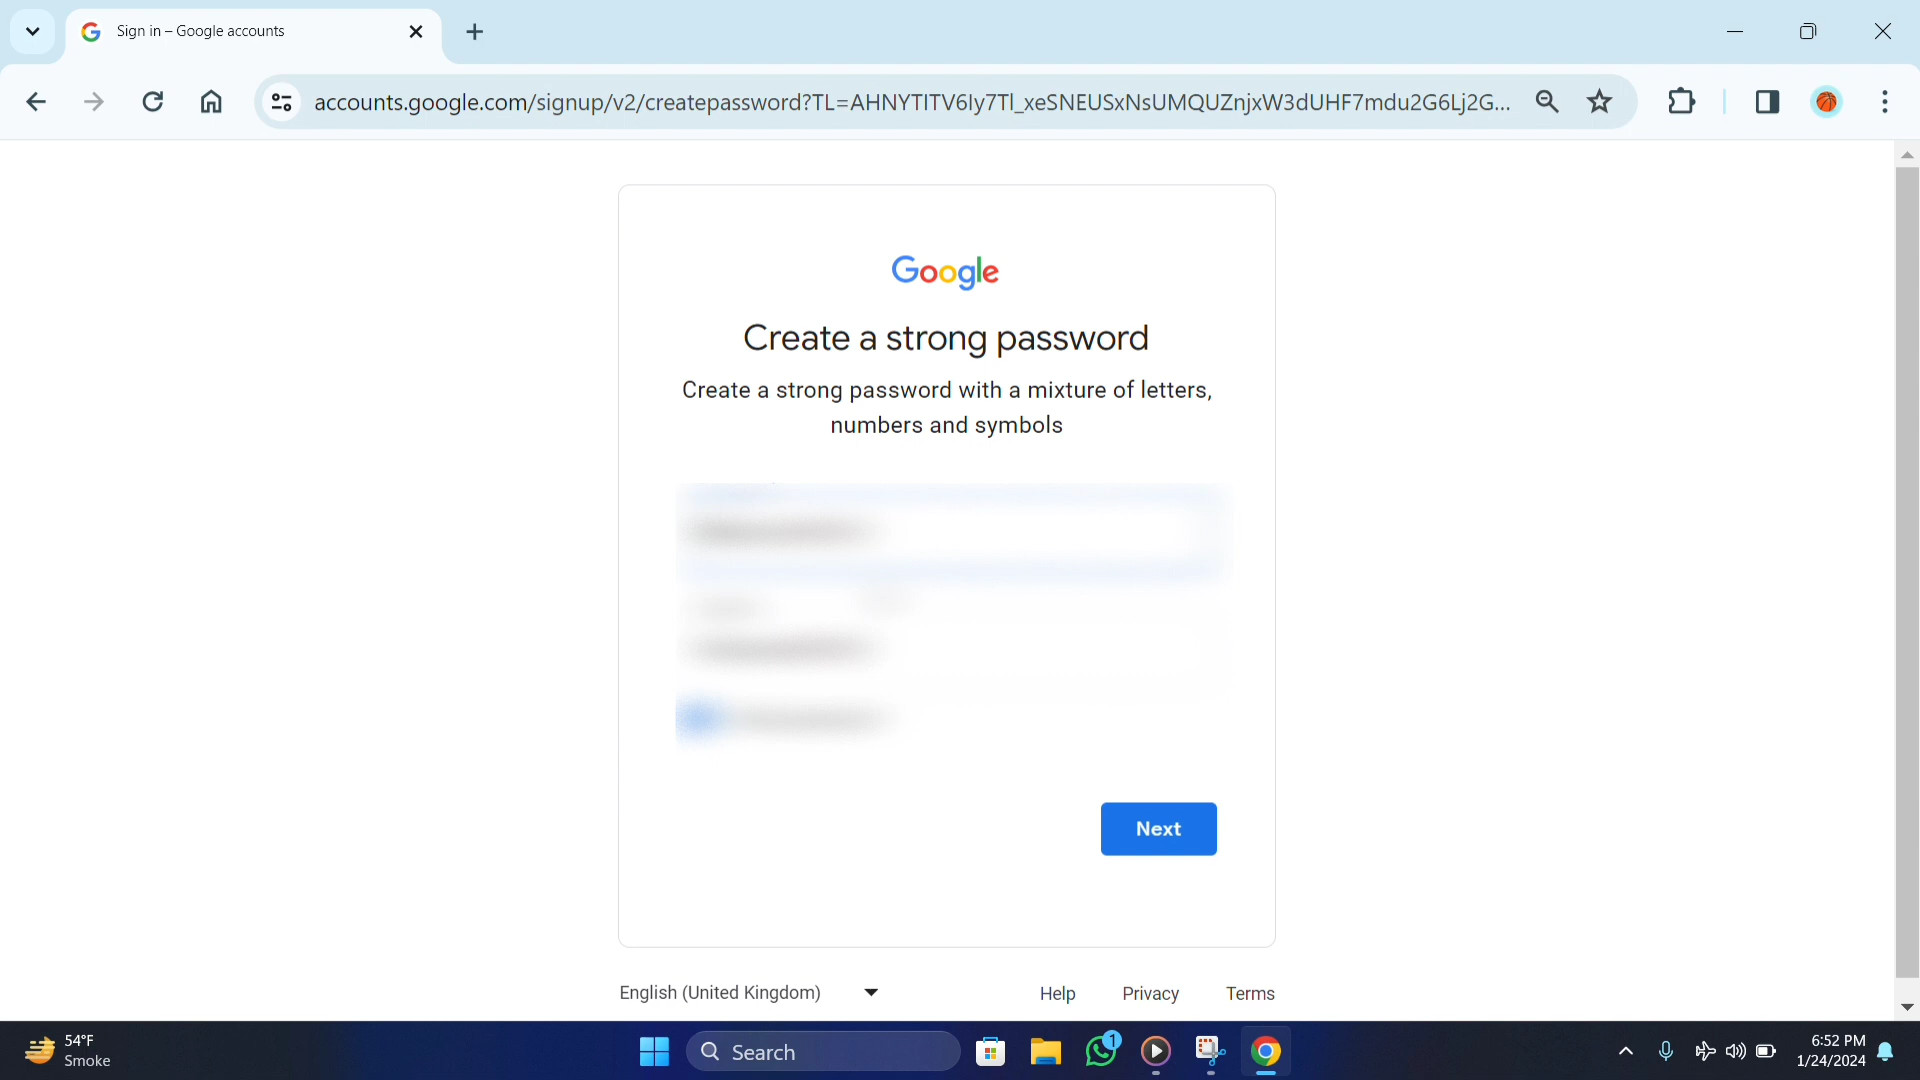 Sign in – Google accounts
accounts.google.com/signup/v2/createpassword?TL=AHNYTITV6Iy7Tl_xeSNEUSxNsUMQUZnjxW3dUHF7mdu2G6Lj2G...
Google
Create a strong password
Create a strong password with a mixture of letters,
numbers and symbols
Next
English (United Kingdom)
Help
Privacy
Terms
54°F
Smoke
Search
1
6:52 PM
1/24/2024